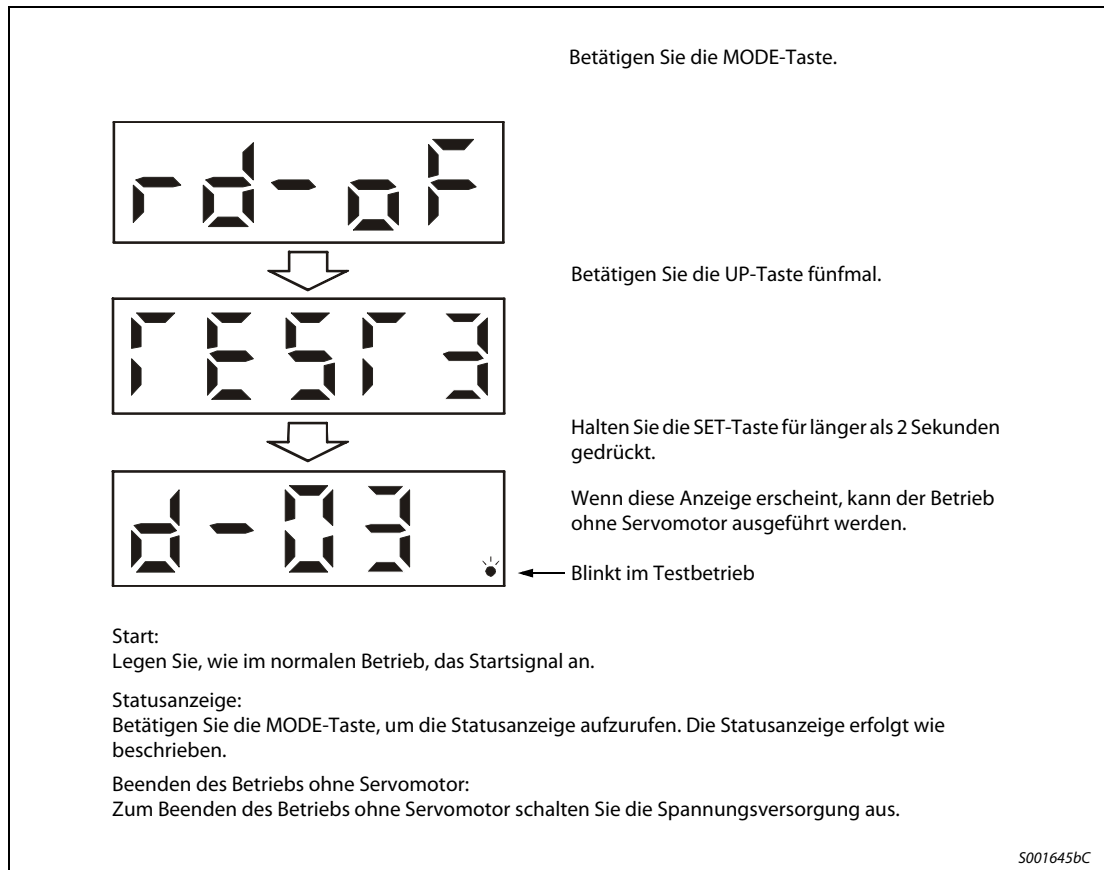 Betätigen Sie die MODE-Taste.
rd-oF
Betätigen Sie die UP-Taste fünfmal.
TEST3
Halten Sie die SET-Taste für länger als 2 Sekunden
gedrückt.
Wenn diese Anzeige erscheint, kann der Betrieb
ohne Servomotor ausgeführt werden.
d-03
Blinkt im Testbetrieb
Start:
Legen Sie, wie im normalen Betrieb, das Startsignal an.
Statusanzeige:
Betätigen Sie die MODE-Taste, um die Statusanzeige aufzurufen. Die Statusanzeige erfolgt wie
beschrieben.
Beenden des Betriebs ohne Servomotor:
Zum Beenden des Betriebs ohne Servomotor schalten Sie die Spannungsversorgung aus.
S001645bC